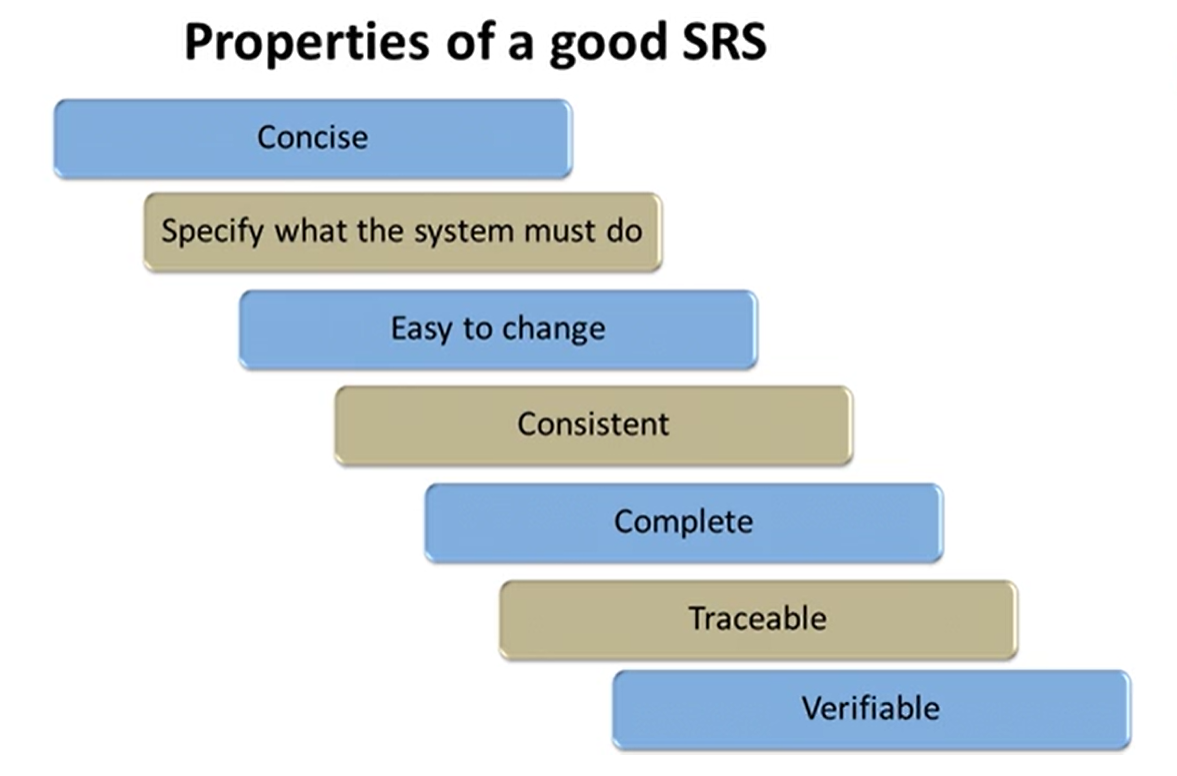 Properties of a good SRS
Concise
Specify what the system must do
Easy to change
Consistent
Complete
Traceable
Verifiable